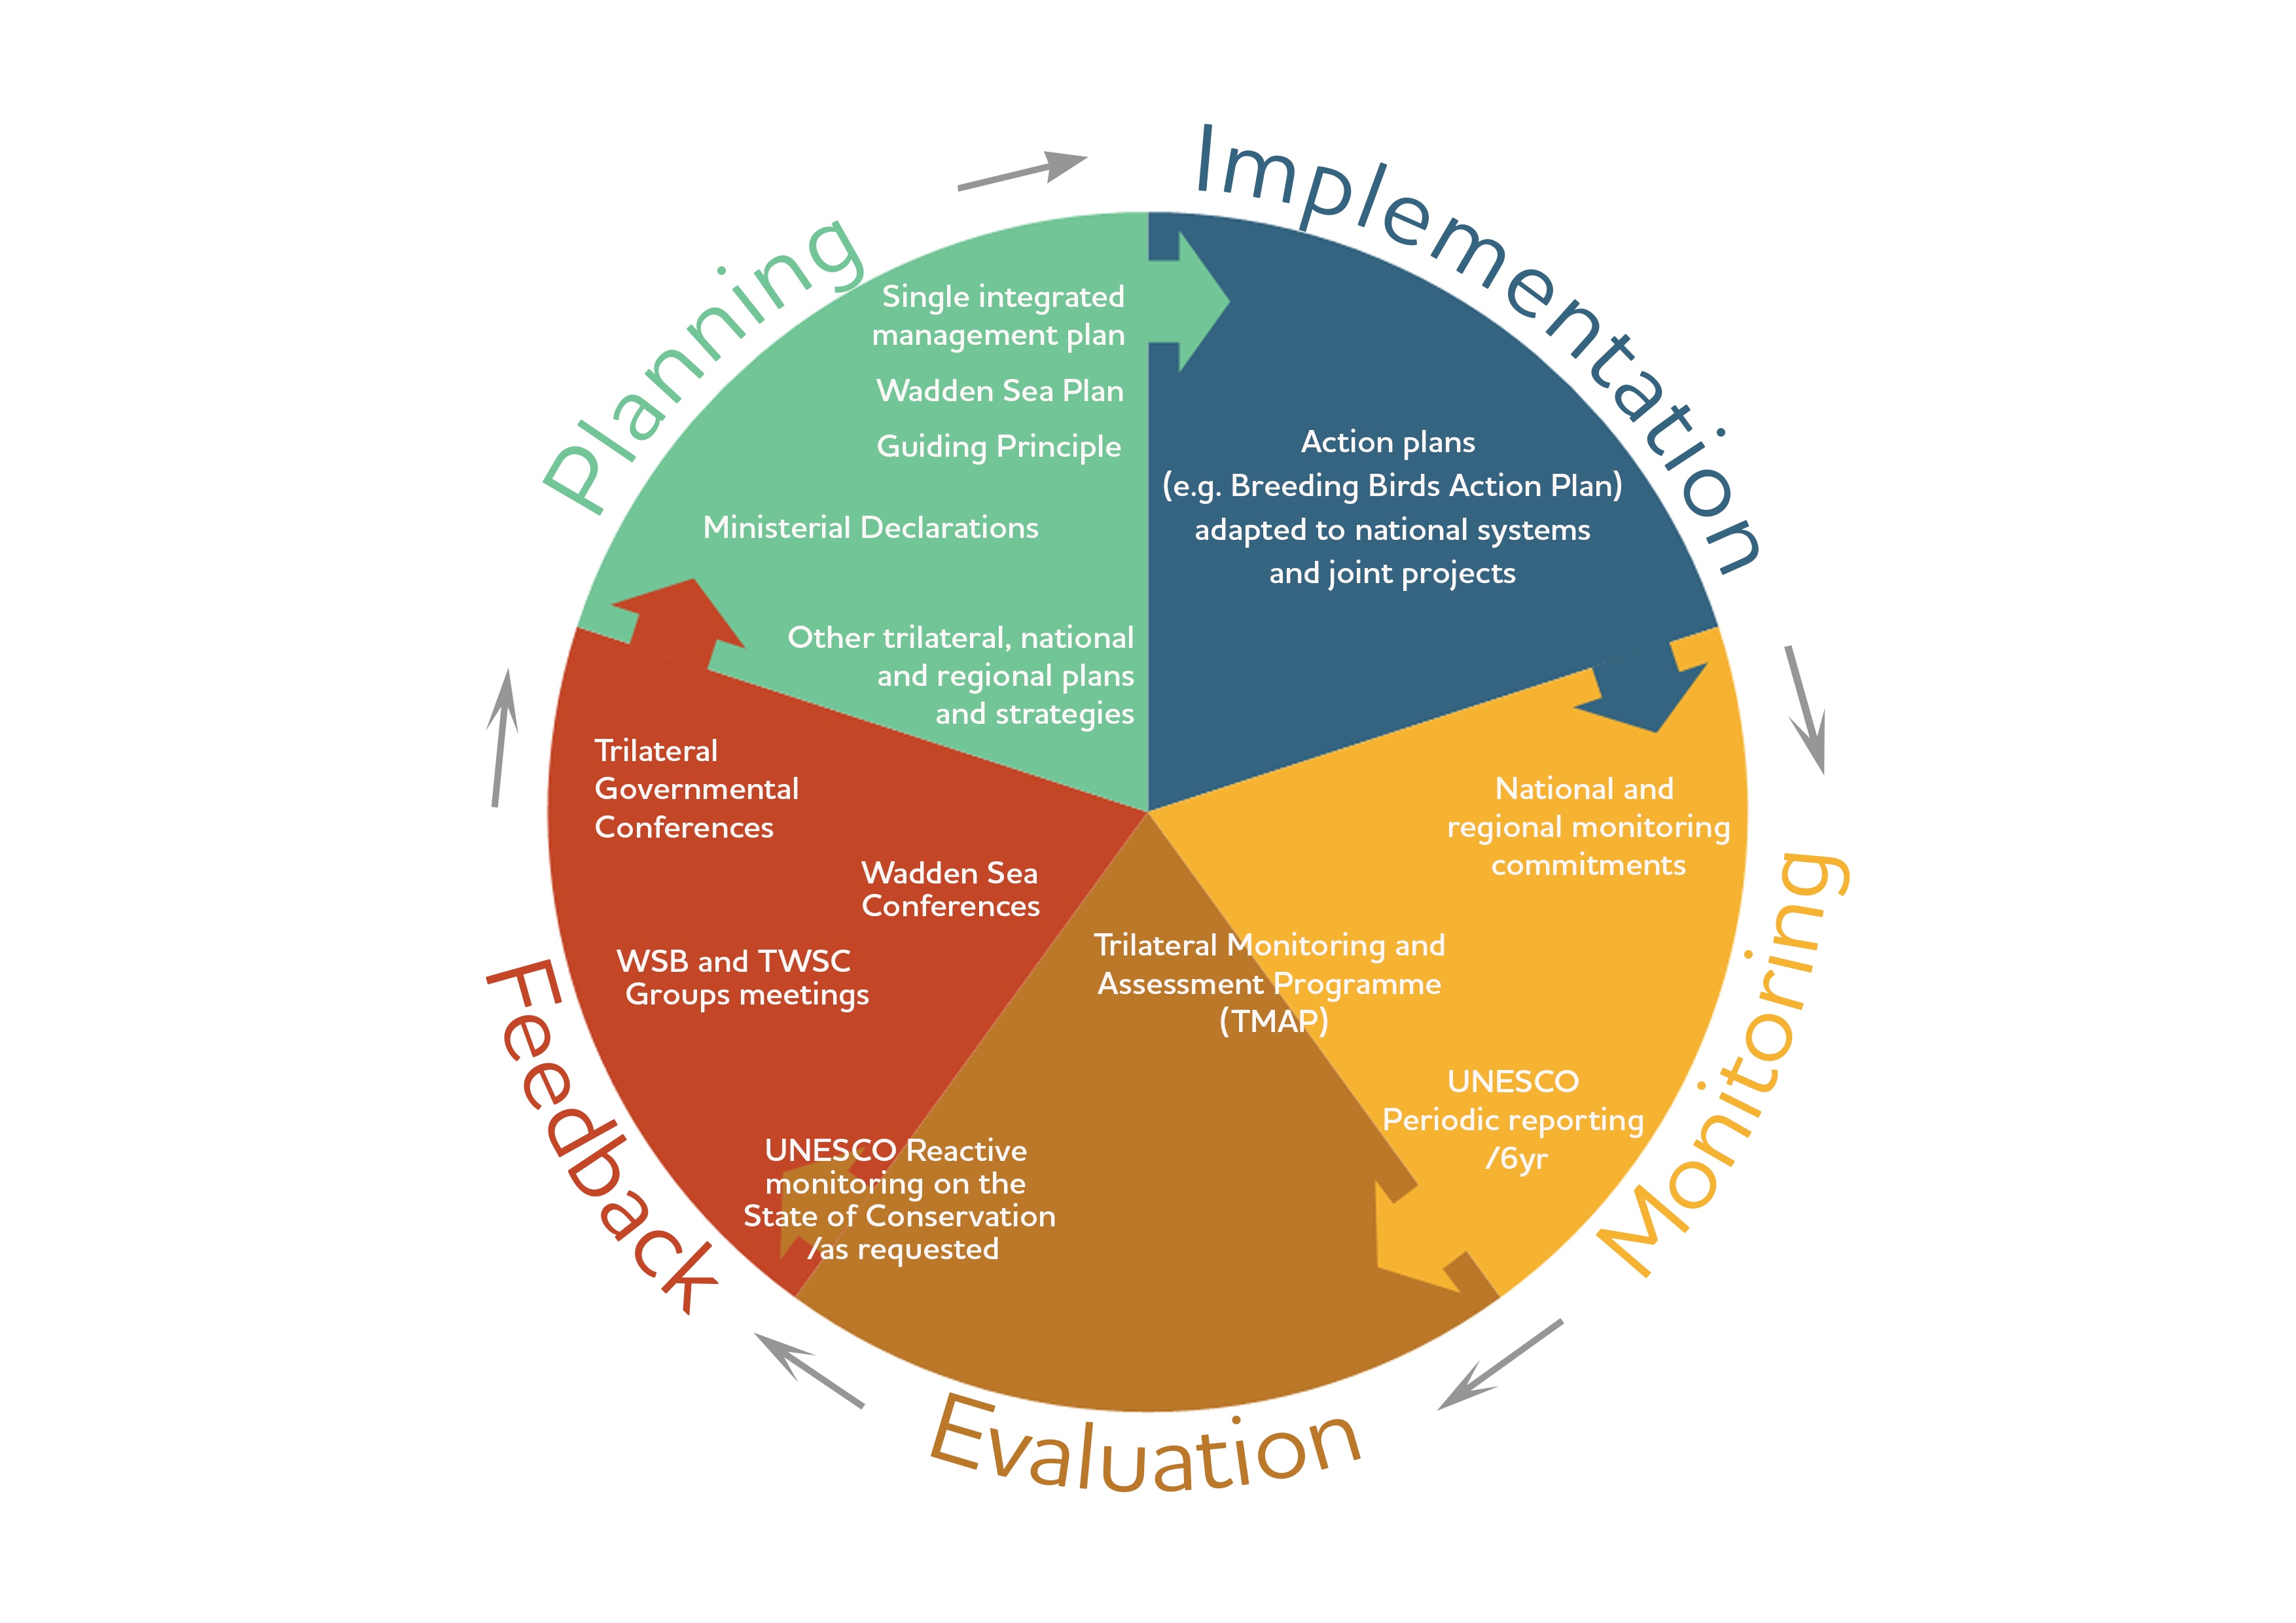 Planning
Single integrated
management plan
Wadden Sea Plan
Guiding Principle
Ministerial Declarations
Other trilateral, national
and regional plans
and strategies
Implementation
Action plans
(e.g. Breeding Birds Action Plan)
adapted to national systems
and joint projects
Monitoring
National and
regional monitoring
commitments
Trilateral Monitoring and
Assessment Programme
(TMAP)
UNESCO
Periodic reporting
/6yr
Evaluation
UNESCO Reactive
monitoring on the
State of Conservation
/as requested
Feedback
Trilateral
Governmental
Conferences
Wadden Sea
Conferences
WSB and TWSC
Groups meetings